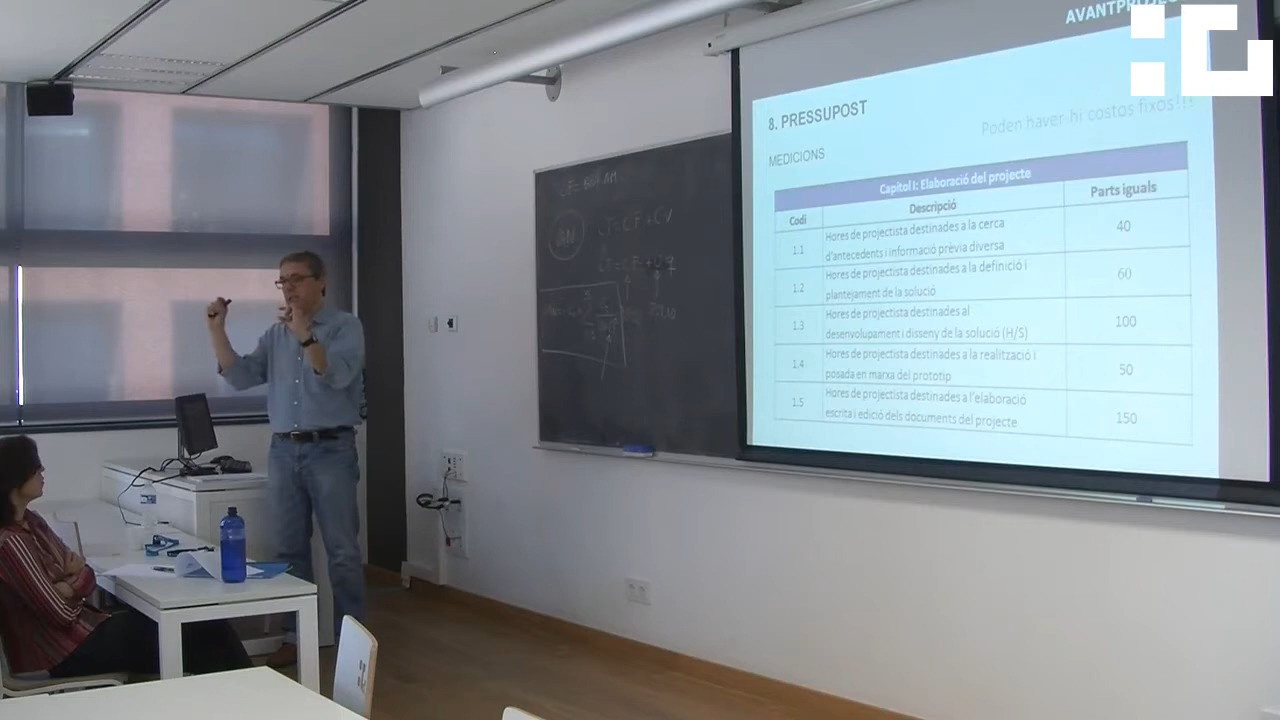 AVANTPROJEC
8. PRESSUPOST
Poden haver-hi costos fixos!!!
MEDICIONS
Capítol I: Elaboració del projecte
Codi Descripció Parts iguals
1.1 Hores de projectista destinades a la cerca d'antecedents i informació prèvia diversa 40
1.2 Hores de projectista destinades a la definició i plantejament de la solució 60
1.3 Hores de projectista destinades al desenvolupament i disseny de la solució (H/S) 100
1.4 Hores de projectista destinades a la realització i posada en marxa del prototip 50
1.5 Hores de projectista destinades a l'elaboració escrita i edició dels documents del projecte 150
CT=CF+CV